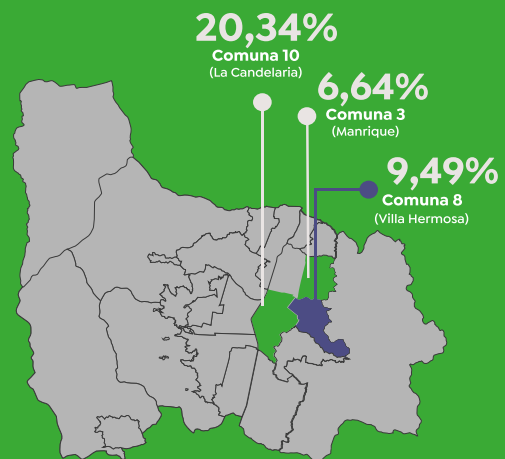 20,34%
Comuna 10
(La Candelaria)
6,64%
Comuna 3
(Manrique)
9,49%
Comuna 8
(Villa Hermosa)